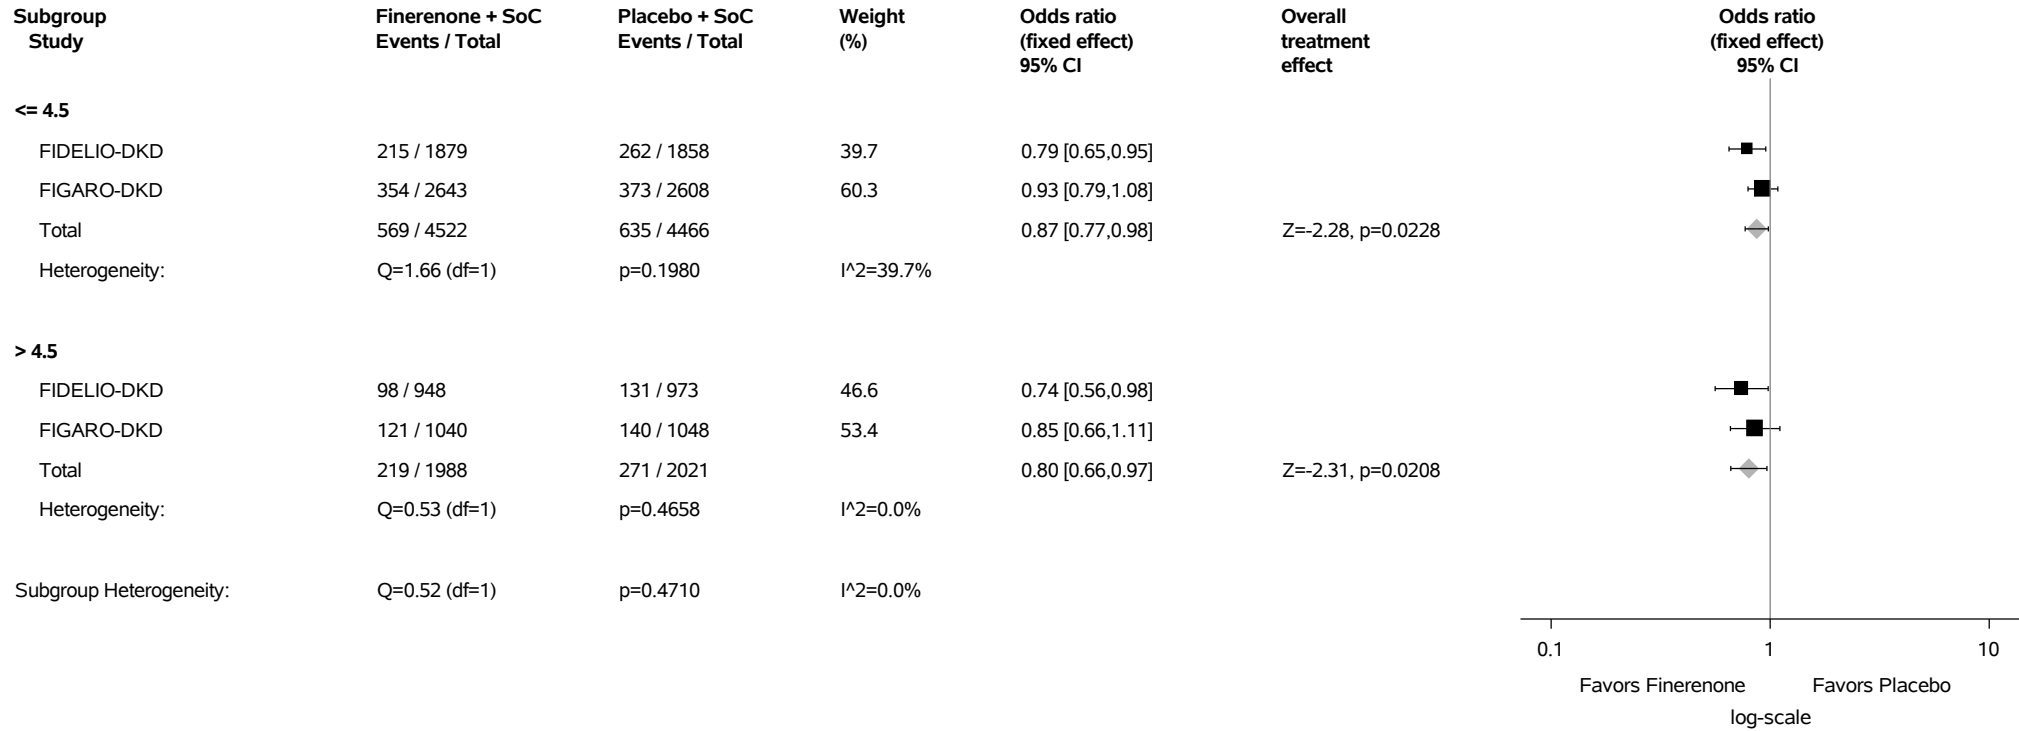 Subgroup Finerenone + SoC Placebo + SoC Weight Odds ratio Overall Odds ratio
Study Events / Total Events / Total (%) (fixed effect) treatment (fixed effect)
95% CI effect 95% CI
<= 4.5
FIDELIO-DKD 215 / 1879 262 / 1858 39.7 0.79 [0.65,0.95]
FIGARO-DKD 354 / 2643 373 / 2608 60.3 0.93 [0.79,1.08]
Total 569 / 4522 635 / 4466 0.87 [0.77,0.98] Z=-2.28, p=0.0228
Heterogeneity: Q=1.66 (df=1) p=0.1980 I^2=39.7%
> 4.5
FIDELIO-DKD 98 / 948 131 / 973 46.6 0.74 [0.56,0.98]
FIGARO-DKD 121 / 1040 140 / 1048 53.4 0.85 [0.66,1.11]
Total 219 / 1988 271 / 2021 0.80 [0.66,0.97] Z=-2.31, p=0.0208
Heterogeneity: Q=0.53 (df=1) p=0.4658 I^2=0.0%
Subgroup Heterogeneity: Q=0.52 (df=1) p=0.4710 I^2=0.0%
0.1 1 10
Favors Finerenone Favors Placebo
log-scale